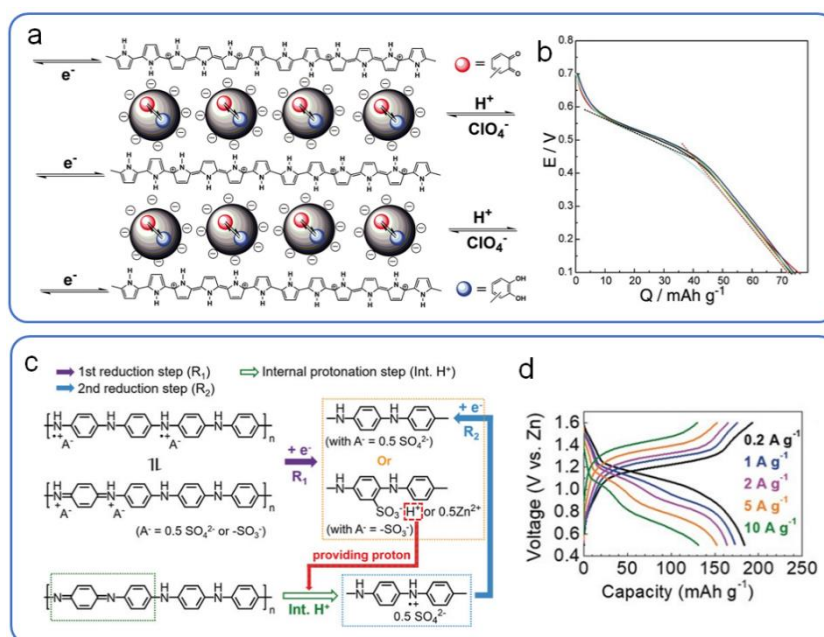 a
e⁻
H⁺
ClO₄⁻
e⁻
H⁺
ClO₄⁻
e⁻
=
O
O
=
OH
OH
b
0.8
0.7
0.6
0.5
0.4
0.3
0.2
0.1
E / V
0 10 20 30 40 50 60 70 80 90 100
Q / mAh g⁻¹
c
1st reduction step (R₁)
Internal protonation step (Int. H⁺)
2nd reduction step (R₂)
A⁻
A⁻
n
A⁻
A⁻
n
(A⁻ = 0.5 SO₄²⁻ or -SO₃⁻)
+ e⁻
R₁
(with A⁻ = 0.5 SO₄²⁻)
Or
SO₃⁻ H⁺ or 0.5Zn²⁺
(with A⁻ = -SO₃⁻)
+ e⁻
R₂
providing proton
n
Int. H⁺
0.5 SO₄²⁻
d
Voltage (V vs. Zn)
1.6
1.4
1.2
1.0
0.8
0.6
0.4
0.2 A g⁻¹
1 A g⁻¹
2 A g⁻¹
5 A g⁻¹
10 A g⁻¹
0 50 100 150 200 250
Capacity (mAh g⁻¹)